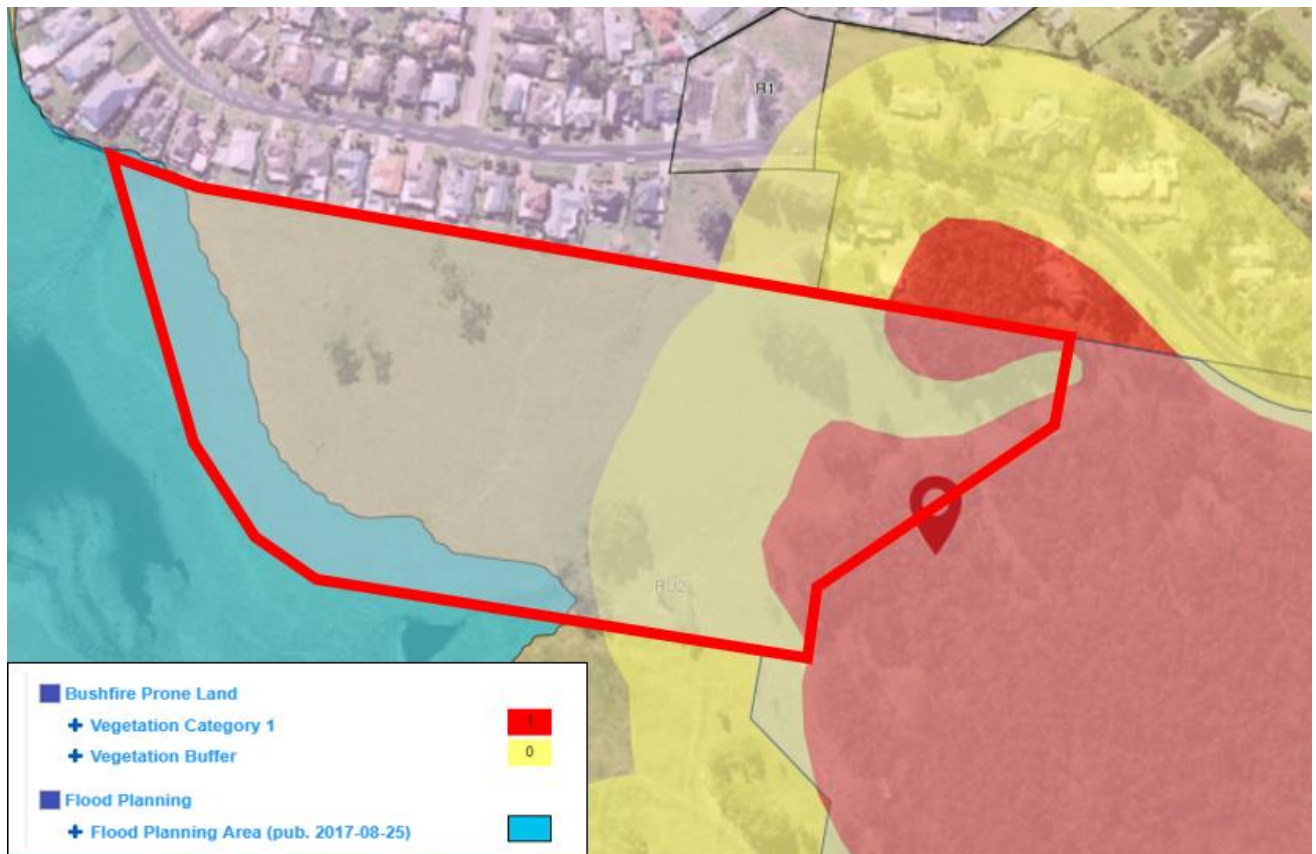 R1
RU2
Bushfire Prone Land
Vegetation Category 1
1
Vegetation Buffer
0
Flood Planning
Flood Planning Area (pub. 2017-08-25)